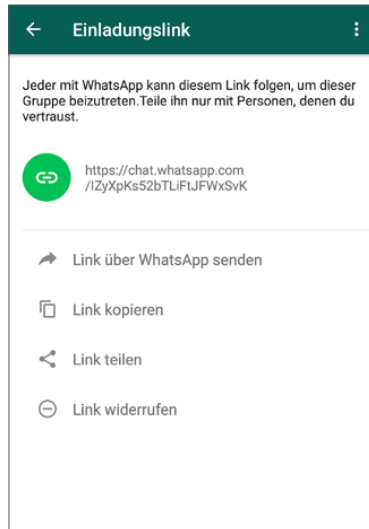 Einladungslink
Jeder mit WhatsApp kann diesem Link folgen, um dieser
Gruppe beizutreten.Teile ihn nur mit Personen, denen du
vertraust.
https://chat.whatsapp.com
/IZyXpKs52bTLiFtJFWxSvK
Link über WhatsApp senden
Link kopieren
Link teilen
Link widerrufen